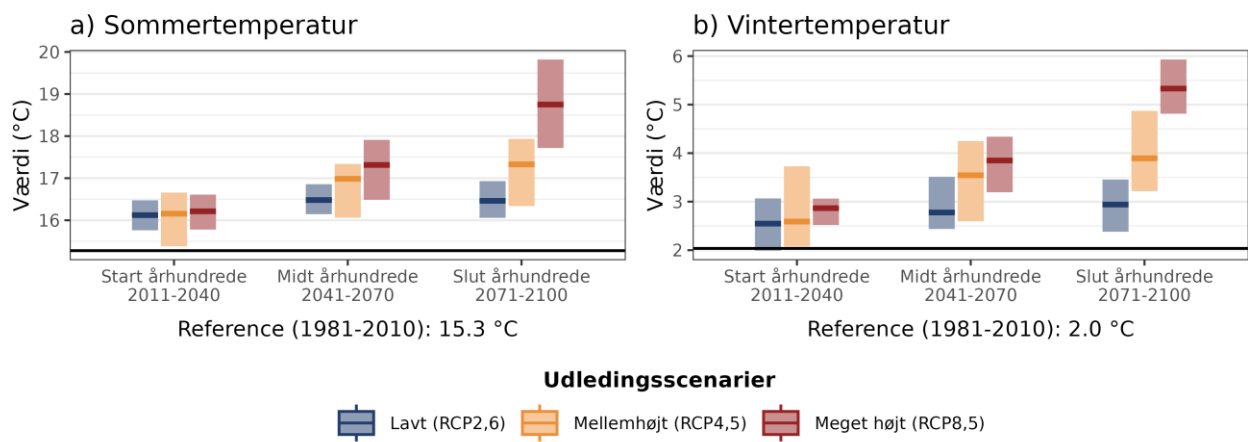 a) Sommertemperatur
Værdi (°C)
20
19
18
17
16
Start århundrede
2011-2040
Midt århundrede
2041-2070
Slut århundrede
2071-2100
Reference (1981-2010): 15.3 °C
b) Vintertemperatur
Værdi (°C)
6
5
4
3
2
Start århundrede
2011-2040
Midt århundrede
2041-2070
Slut århundrede
2071-2100
Reference (1981-2010): 2.0 °C
Udledingsscenarier
Lavt (RCP2,6)
Mellemhøjt (RCP4,5)
Meget højt (RCP8,5)